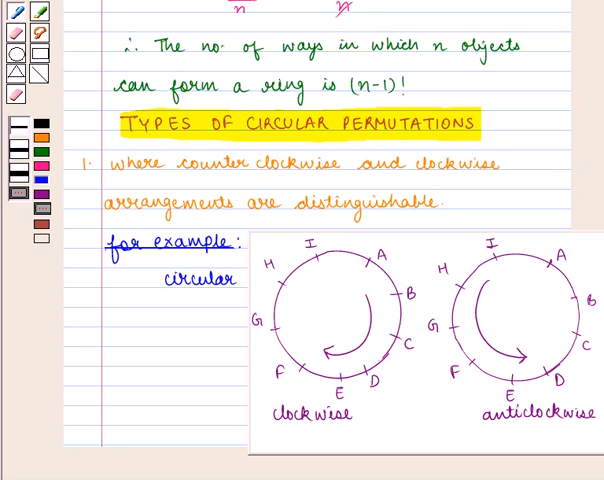 n n
∴ The no. of ways in which n objects
can form a ring is (n-1)!
TYPES OF CIRCULAR PERMUTATIONS
1. where counter clockwise and clockwise
arrangements are distinguishable.
for example:
circular
I A B C D E F G H
clockwise
I A B C D E F G H
anticlockwise